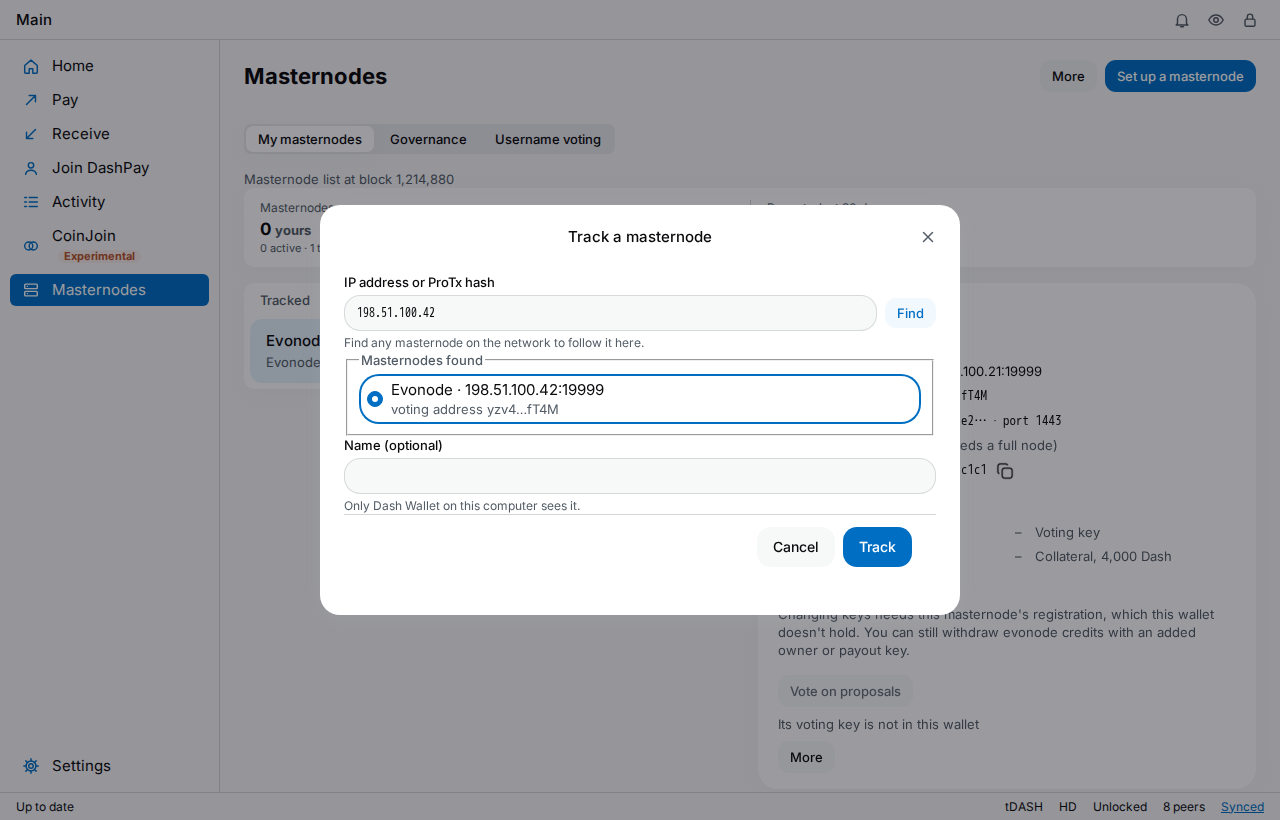 Main
Home
Pay
Receive
Join DashPay
Activity
CoinJoin
Experimental
Masternodes
Settings
Masternodes
More
Set up a masternode
My masternodes
Governance
Username voting
Masternode list at block 1,214,880
Masternodes
0 yours
0 active · 1 t
Tracked
Evonod
Evonode
Track a masternode
IP address or ProTx hash
198.51.100.42
Find
Find any masternode on the network to follow it here.
Masternodes found
Evonode · 198.51.100.42:19999
voting address yzv4…fT4M
Name (optional)
Only Dash Wallet on this computer sees it.
Cancel
Track
.100.21:19999
fT4M
e2⋯ · port 1443
eds a full node)
c1c1
– Voting key
– Collateral, 4,000 Dash
Changing keys needs this masternode's registration, which this wallet
doesn't hold. You can still withdraw evonode credits with an added
owner or payout key.
Vote on proposals
Its voting key is not in this wallet
More
Up to date
tDASH
HD
Unlocked
8 peers
Synced